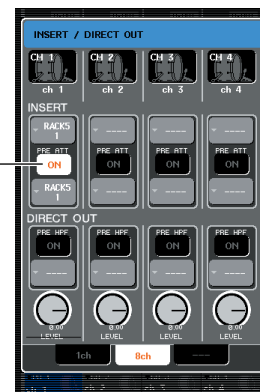 INSERT / DIRECT OUT
CH 1 CH 2 CH 3 CH 4
ch 1 ch 2 ch 3 ch 4
INSERT
RACK5 1 ---- ---- ----
PRE ATT PRE ATT PRE ATT PRE ATT
ON ON ON ON
RACK5 1 ---- ---- ----
DIRECT OUT
PRE HPF PRE HPF PRE HPF PRE HPF
ON ON ON ON
---- ---- ---- ----
0.00 0.00 0.00 0.00
LEVEL LEVEL LEVEL LEVEL
1ch 8ch ----